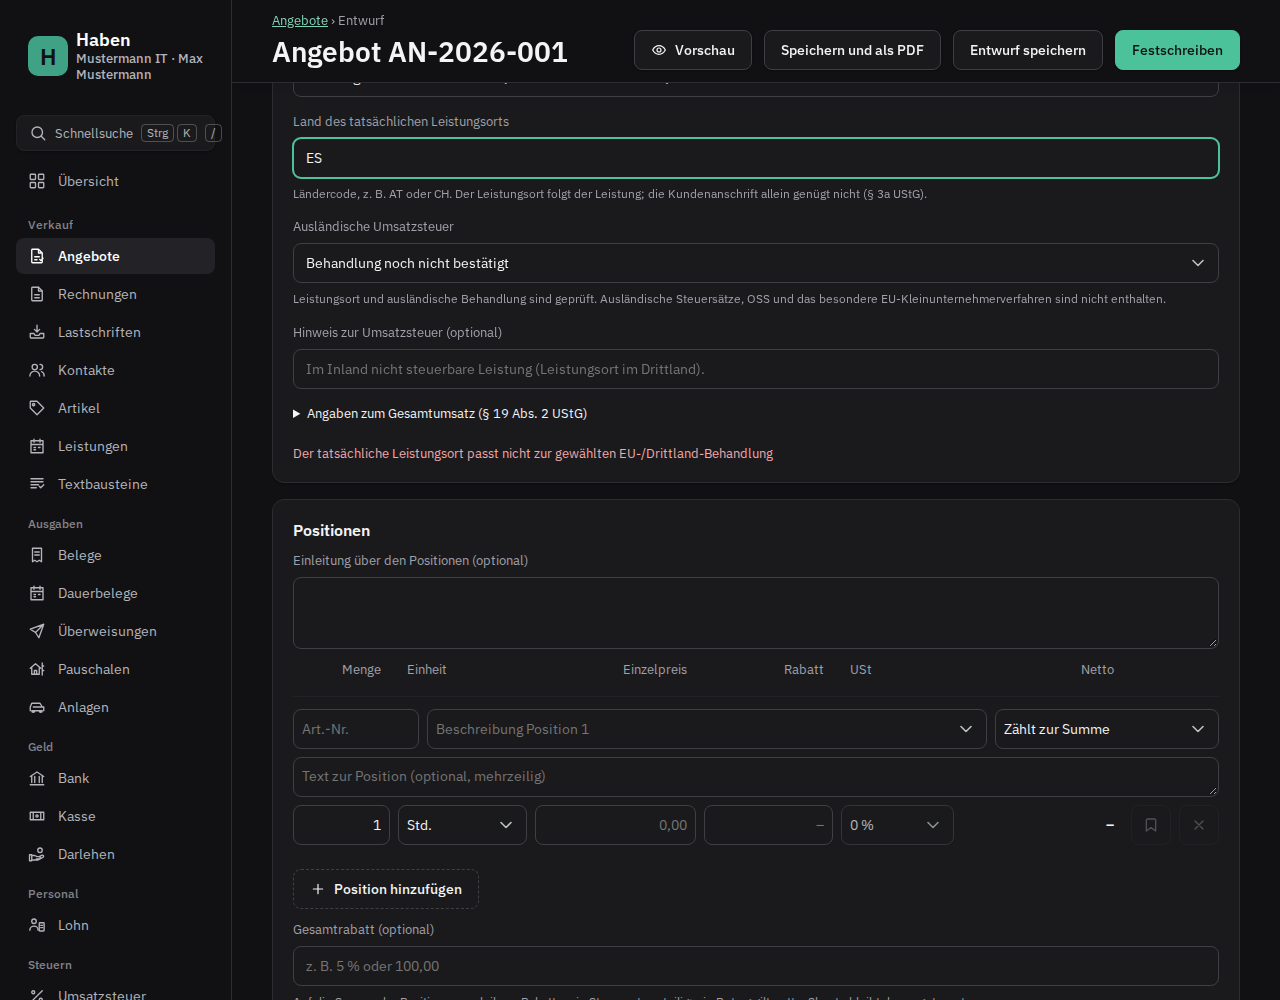 Haben
Mustermann IT · Max
Mustermann
Schnellsuche Strg K /
Übersicht
Verkauf
Angebote
Rechnungen
Lastschriften
Kontakte
Artikel
Leistungen
Textbausteine
Ausgaben
Belege
Dauerbelege
Überweisungen
Pauschalen
Anlagen
Geld
Bank
Kasse
Darlehen
Personal
Lohn
Steuern
Umsatzsteuer
Angebote › Entwurf
Angebot AN-2026-001
Vorschau
Speichern und als PDF
Entwurf speichern
Festschreiben
Land des tatsächlichen Leistungsorts
ES
Ländercode, z. B. AT oder CH. Der Leistungsort folgt der Leistung; die Kundenanschrift allein genügt nicht (§ 3a UStG).
Ausländische Umsatzsteuer
Behandlung noch nicht bestätigt
Leistungsort und ausländische Behandlung sind geprüft. Ausländische Steuersätze, OSS und das besondere EU-Kleinunternehmerverfahren sind nicht enthalten.
Hinweis zur Umsatzsteuer (optional)
Im Inland nicht steuerbare Leistung (Leistungsort im Drittland).
Angaben zum Gesamtumsatz (§ 19 Abs. 2 UStG)
Der tatsächliche Leistungsort passt nicht zur gewählten EU-/Drittland-Behandlung
Positionen
Einleitung über den Positionen (optional)
Menge Einheit Einzelpreis Rabatt USt Netto
Art.-Nr. Beschreibung Position 1 Zählt zur Summe
Text zur Position (optional, mehrzeilig)
1 Std. 0,00 – 0 % –
Position hinzufügen
Gesamtrabatt (optional)
z. B. 5 % oder 100,00